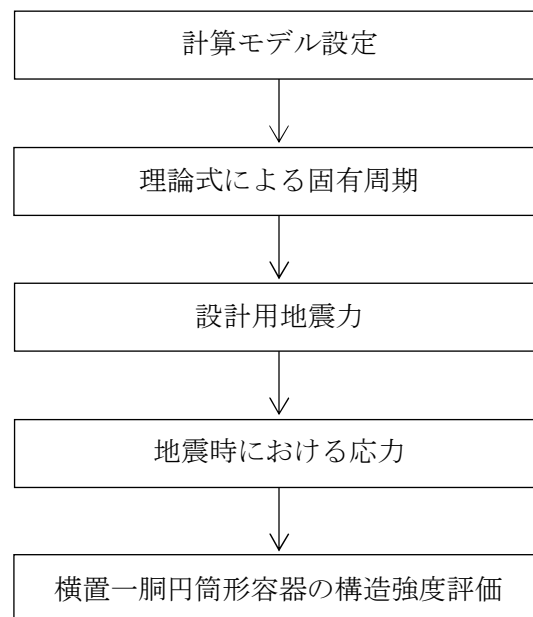 計算モデル設定
理論式による固有周期
設計用地震力
地震時における応力
横置一胴円筒形容器の構造強度評価